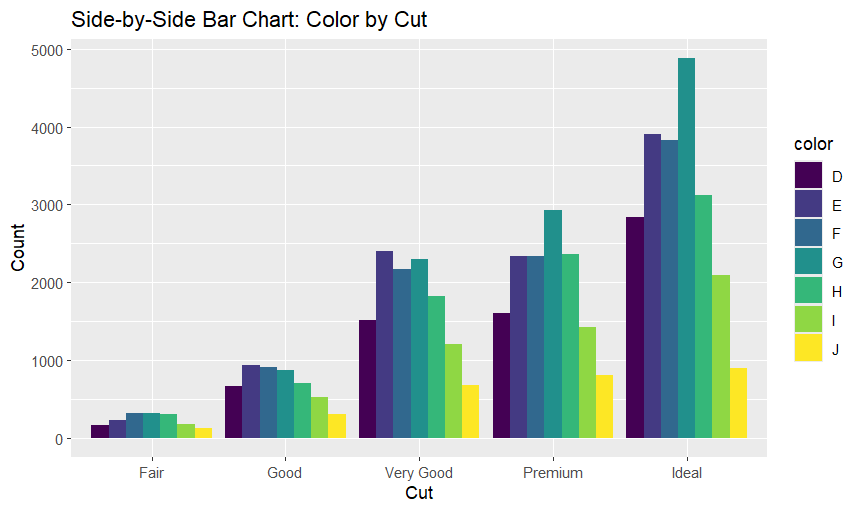 Side-by-Side Bar Chart: Color by Cut
5000
4000
3000
2000
1000
0
Count
Fair Good Very Good Premium Ideal
Cut
color
D
E
F
G
H
I
J